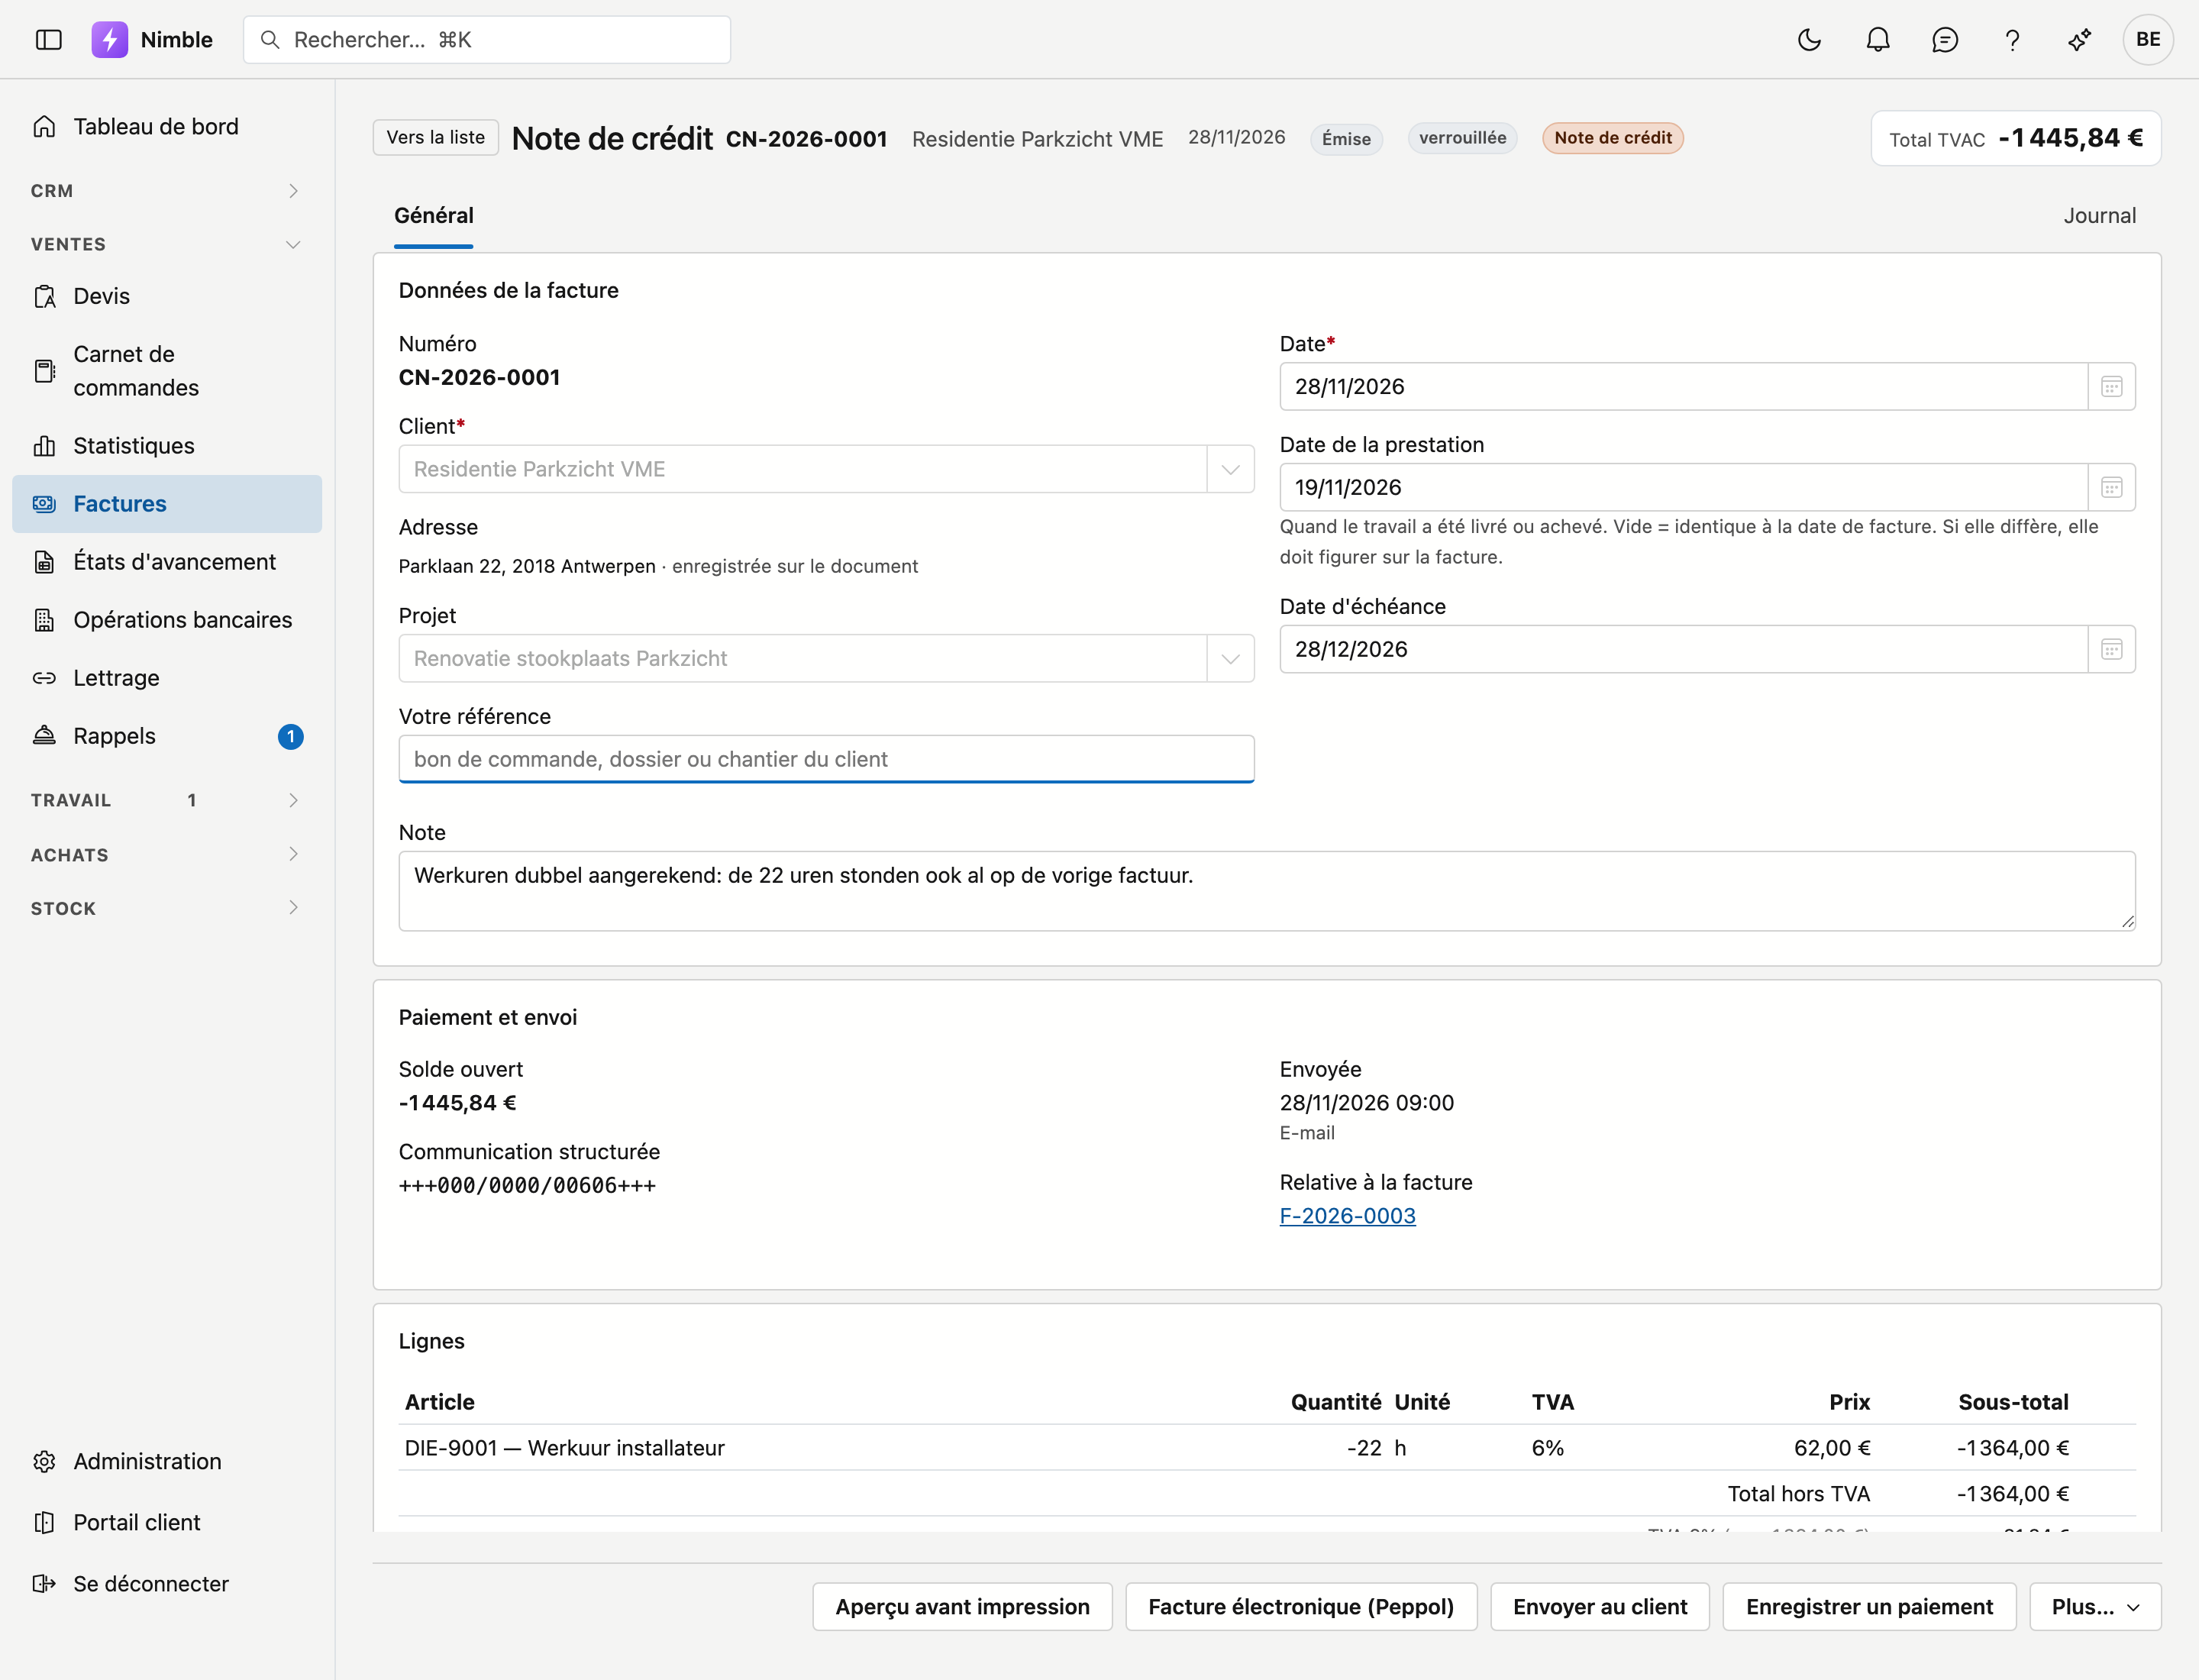 Nimble
Rechercher... ⌘K
BE
Tableau de bord
CRM
VENTES
Devis
Carnet de
commandes
Statistiques
Factures
États d'avancement
Opérations bancaires
Lettrage
Rappels 1
TRAVAIL 1
ACHATS
STOCK
Administration
Portail client
Se déconnecter
Vers la liste Note de crédit CN-2026-0001 Residentie Parkzicht VME 28/11/2026 Émise verrouillée Note de crédit Total TVAC -1 445,84 €
Général Journal
Données de la facture
Numéro
CN-2026-0001
Client*
Residentie Parkzicht VME
Adresse
Parklaan 22, 2018 Antwerpen · enregistrée sur le document
Projet
Renovatie stookplaats Parkzicht
Votre référence
bon de commande, dossier ou chantier du client
Date*
28/11/2026
Date de la prestation
19/11/2026
Quand le travail a été livré ou achevé. Vide = identique à la date de facture. Si elle diffère, elle
doit figurer sur la facture.
Date d'échéance
28/12/2026
Note
Werkuren dubbel aangerekend: de 22 uren stonden ook al op de vorige factuur.
Paiement et envoi
Solde ouvert
-1 445,84 €
Communication structurée
+++000/0000/00606+++
Envoyée
28/11/2026 09:00
E-mail
Relative à la facture
F-2026-0003
Lignes
Article Quantité Unité TVA Prix Sous-total
DIE-9001 — Werkuur installateur -22 h 6% 62,00 € -1 364,00 €
Total hors TVA -1 364,00 €
Aperçu avant impression Facture électronique (Peppol) Envoyer au client Enregistrer un paiement Plus...